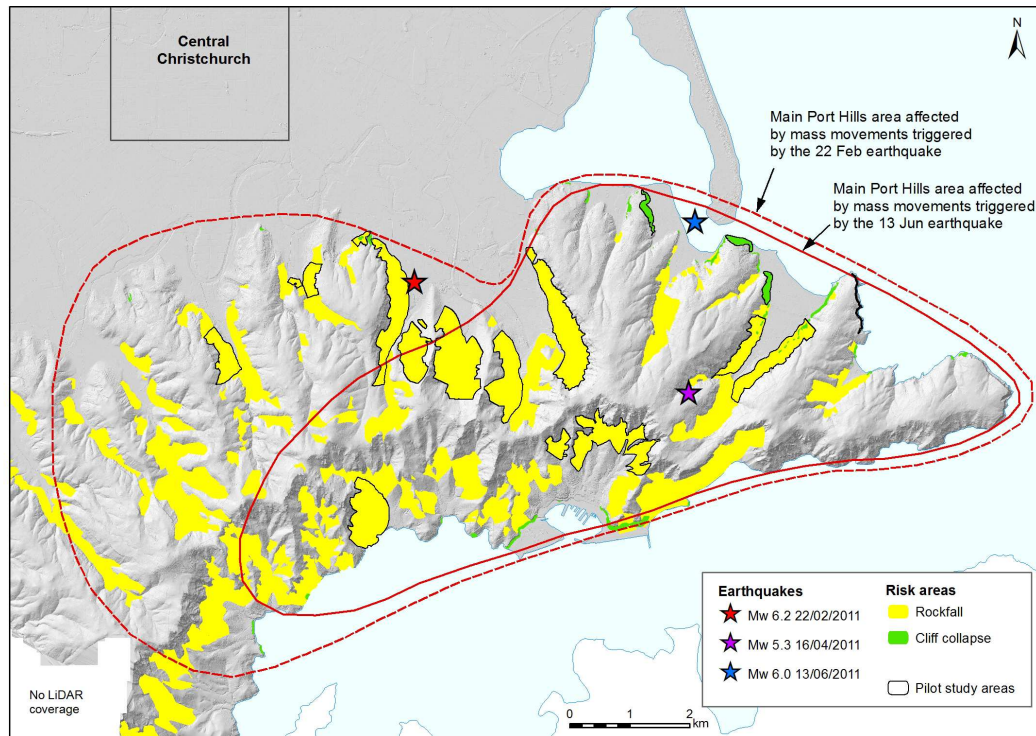 Central
Christchurch
N
Main Port Hills area affected
by mass movements triggered
by the 22 Feb earthquake
Main Port Hills area affected
by mass movements triggered
by the 13 Jun earthquake
Earthquakes
Mw 6.2 22/02/2011
Mw 5.3 16/04/2011
Mw 6.0 13/06/2011
Risk areas
Rockfall
Cliff collapse
Pilot study areas
No LiDAR
coverage
0 1 2
km